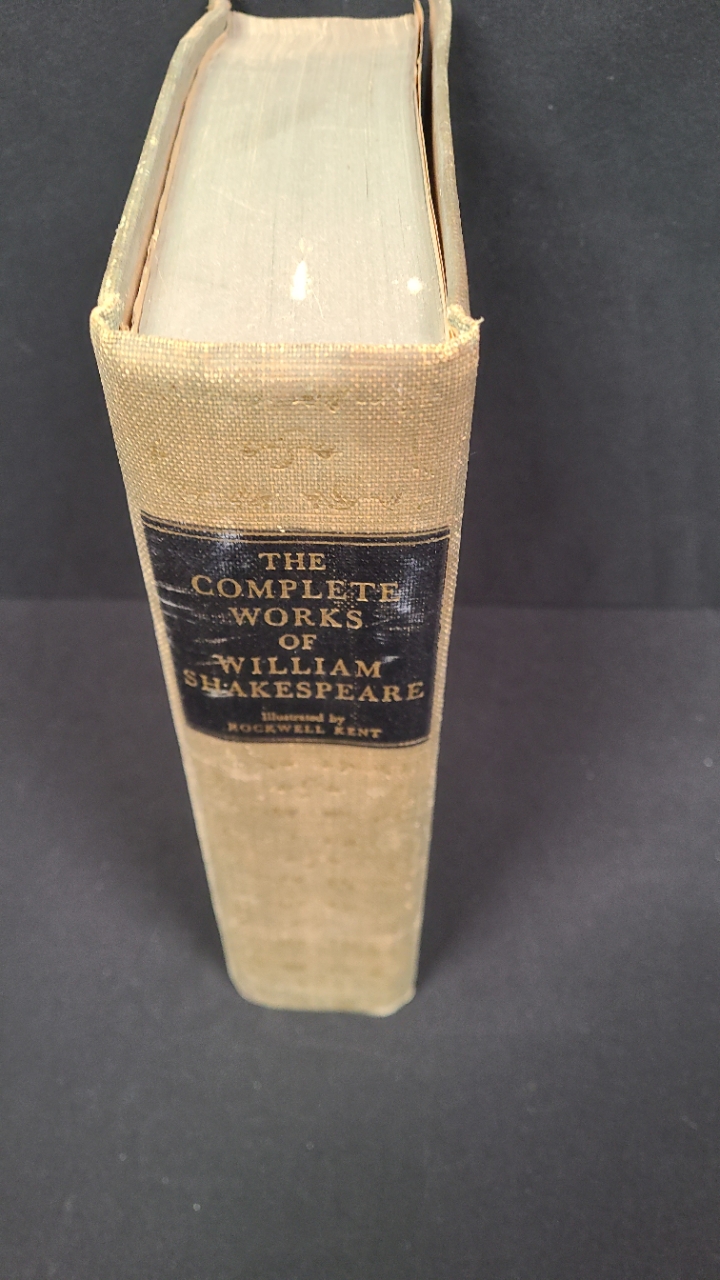 THE
COMPLETE
WORKS
OF
WILLIAM
SHAKESPEARE
Illustrated by
ROCKWELL KENT